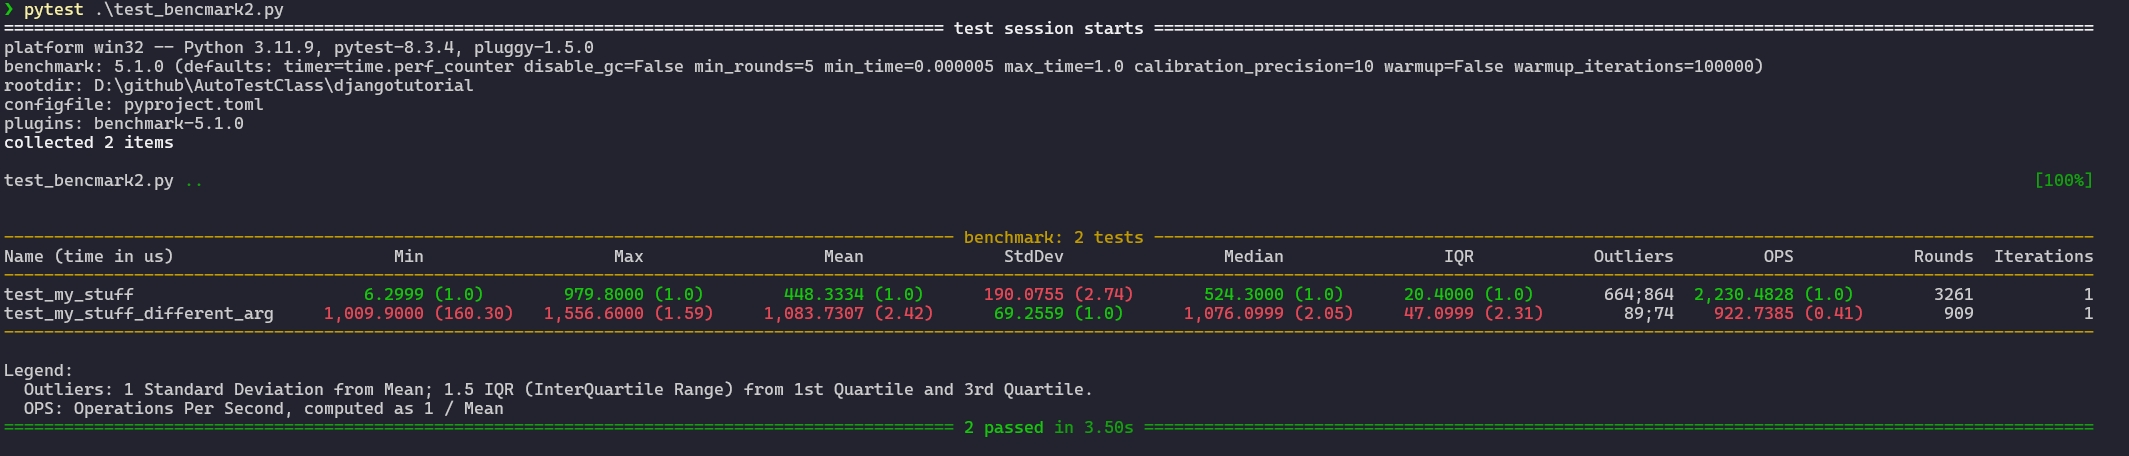 ❯ pytest .\test_bencmark2.py
============================= test session starts =============================
platform win32 -- Python 3.11.9, pytest-8.3.4, pluggy-1.5.0
benchmark: 5.1.0 (defaults: timer=time.perf_counter disable_gc=False min_rounds=5 min_time=0.000005 max_time=1.0 calibration_precision=10 warmup=False warmup_iterations=100000)
rootdir: D:\github\AutoTestClass\djangotutorial
configfile: pyproject.toml
plugins: benchmark-5.1.0
collected 2 items
test_bencmark2.py .. [100%]
----------------------------- benchmark: 2 tests -----------------------------
Name (time in us) Min Max Mean StdDev Median IQR Outliers OPS Rounds Iterations
test_my_stuff 6.2999 (1.0) 979.8000 (1.0) 448.3334 (1.0) 190.0755 (2.74) 524.3000 (1.0) 20.4000 (1.0) 664;864 2,230.4828 (1.0) 3261 1
test_my_stuff_different_arg 1,009.9000 (160.30) 1,556.6000 (1.59) 1,083.7307 (2.42) 69.2559 (1.0) 1,076.0999 (2.05) 47.0999 (2.31) 89;74 922.7385 (0.41) 909 1
Legend:
Outliers: 1 Standard Deviation from Mean; 1.5 IQR (InterQuartile Range) from 1st Quartile and 3rd Quartile.
OPS: Operations Per Second, computed as 1 / Mean
============================= 2 passed in 3.50s =============================